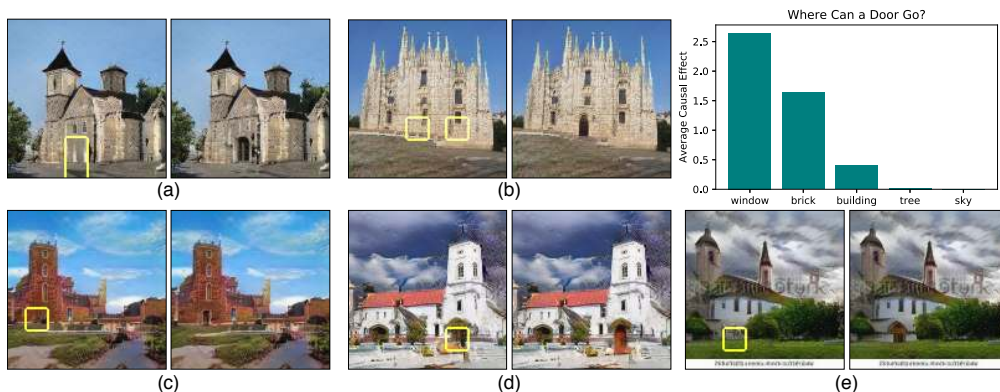 Where Can a Door Go?
Average Causal Effect
2.5
2.0
1.5
1.0
0.5
0.0
window brick building tree sky
(a)
(b)
(c)
(d)
(e)